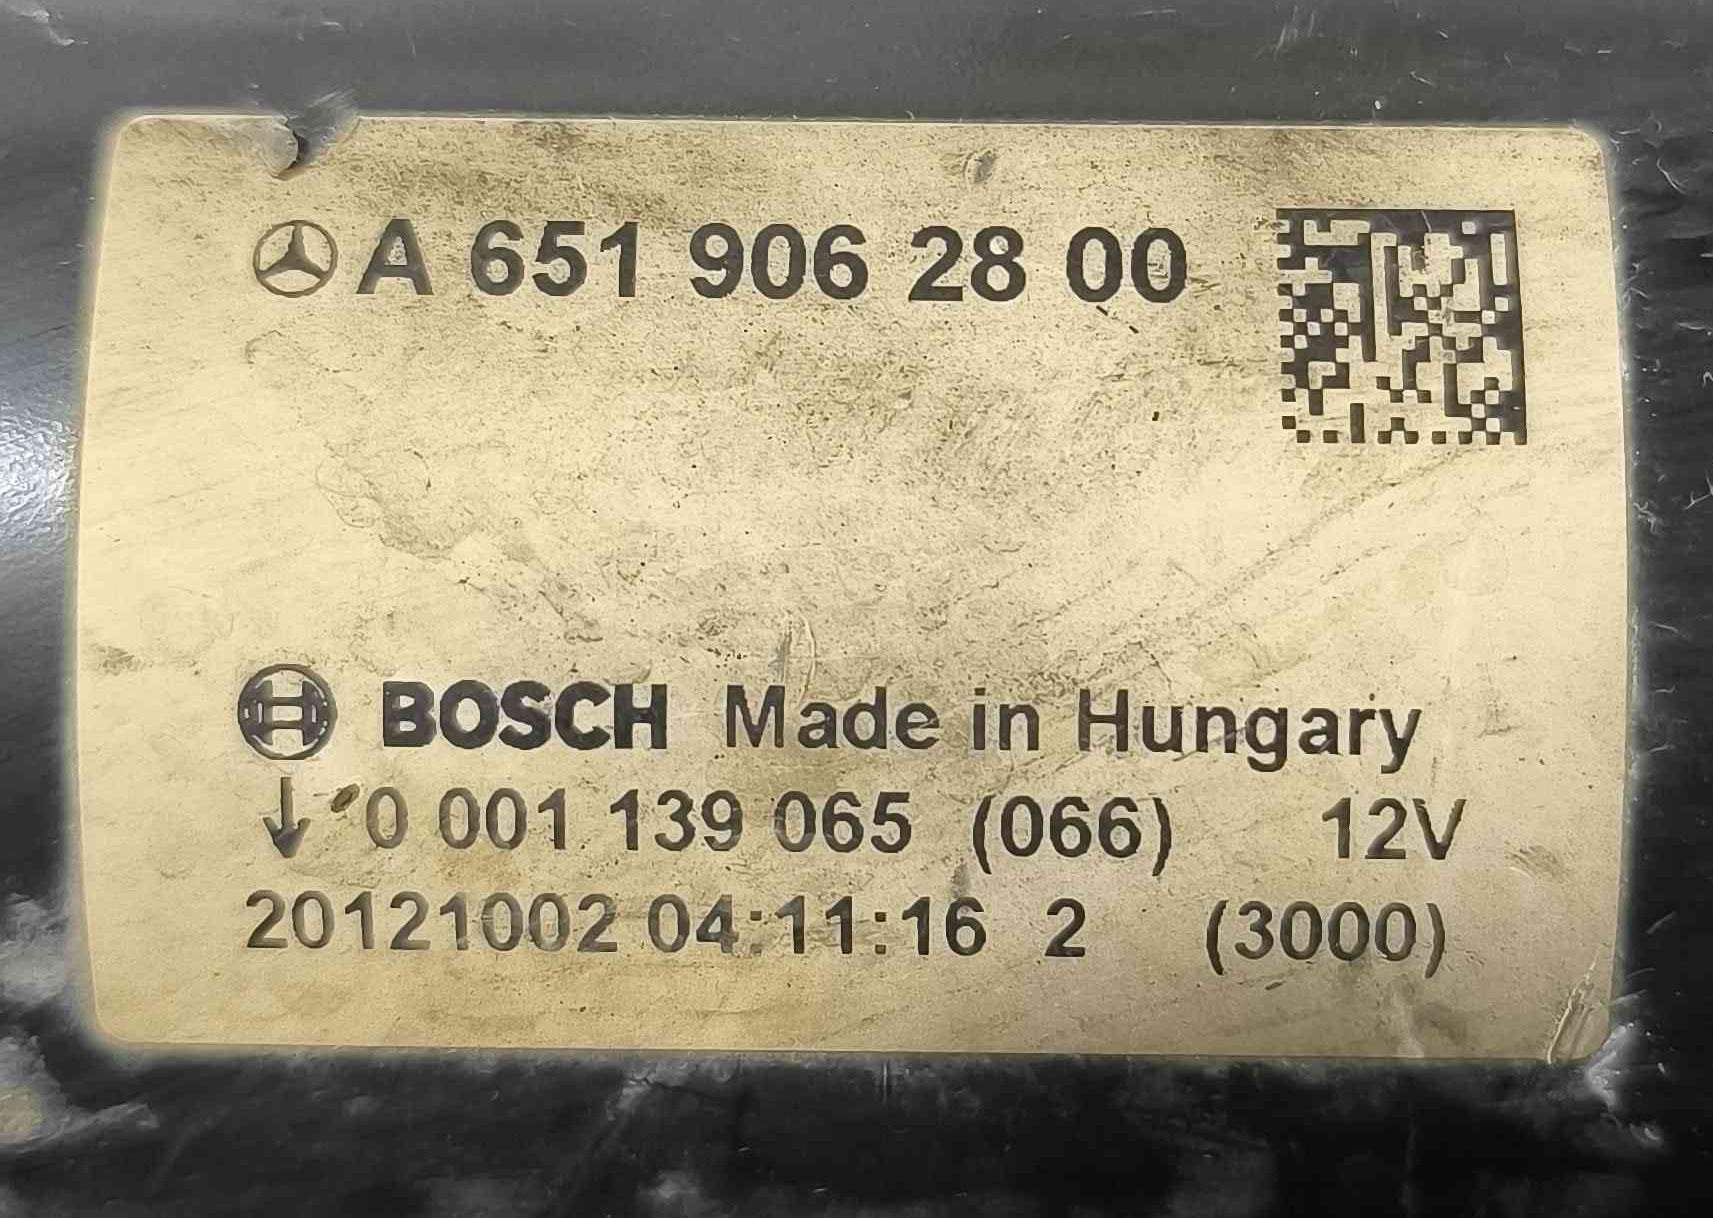 A 651 906 28 00
BOSCH Made in Hungary
↓ 0 001 139 065 (066) 12V
20121002 04:11:16 2 (3000)